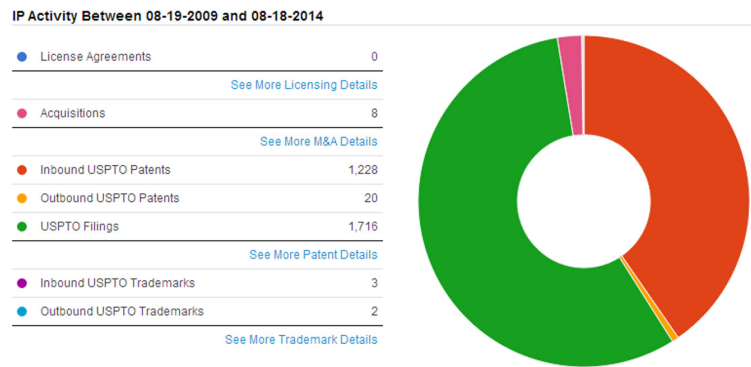 IP Activity Between 08-19-2009 and 08-18-2014
License Agreements 0
See More Licensing Details
Acquisitions 8
See More M&A Details
Inbound USPTO Patents 1,228
Outbound USPTO Patents 20
USPTO Filings 1,716
See More Patent Details
Inbound USPTO Trademarks 3
Outbound USPTO Trademarks 2
See More Trademark Details